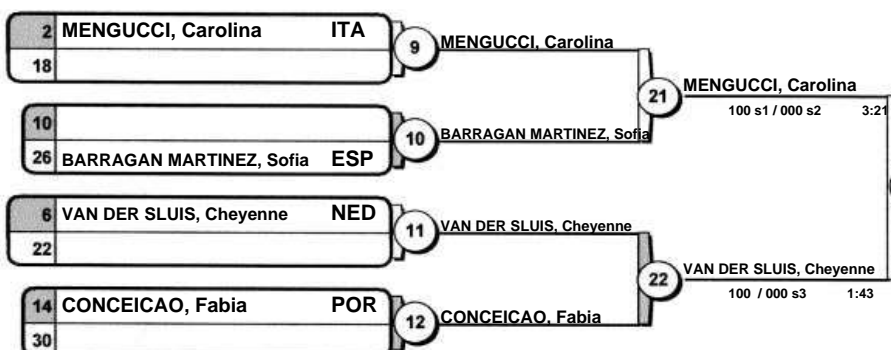 2 MENGUCCI, Carolina ITA
18
9 MENGUCCI, Carolina
10
26 BARRAGAN MARTINEZ, Sofia ESP
10 BARRAGAN MARTINEZ, Sofia
21 MENGUCCI, Carolina
100 s1 / 000 s2 3:21
6 VAN DER SLUIS, Cheyenne NED
22
11 VAN DER SLUIS, Cheyenne
14 CONCEICAO, Fabia POR
30
12 CONCEICAO, Fabia
22 VAN DER SLUIS, Cheyenne
100 / 000 s3 1:43